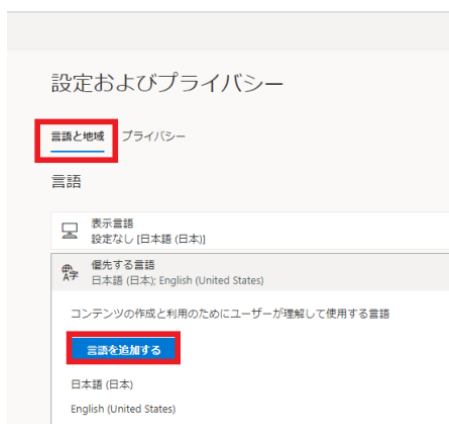 設定およびプライバシー
言語と地域 プライバシー
言語
表示言語
設定なし [日本語 (日本)]
優先する言語
日本語 (日本); English (United States)
コンテンツの作成と利用のためにユーザーが理解して使用する言語
言語を追加する
日本語 (日本)
English (United States)